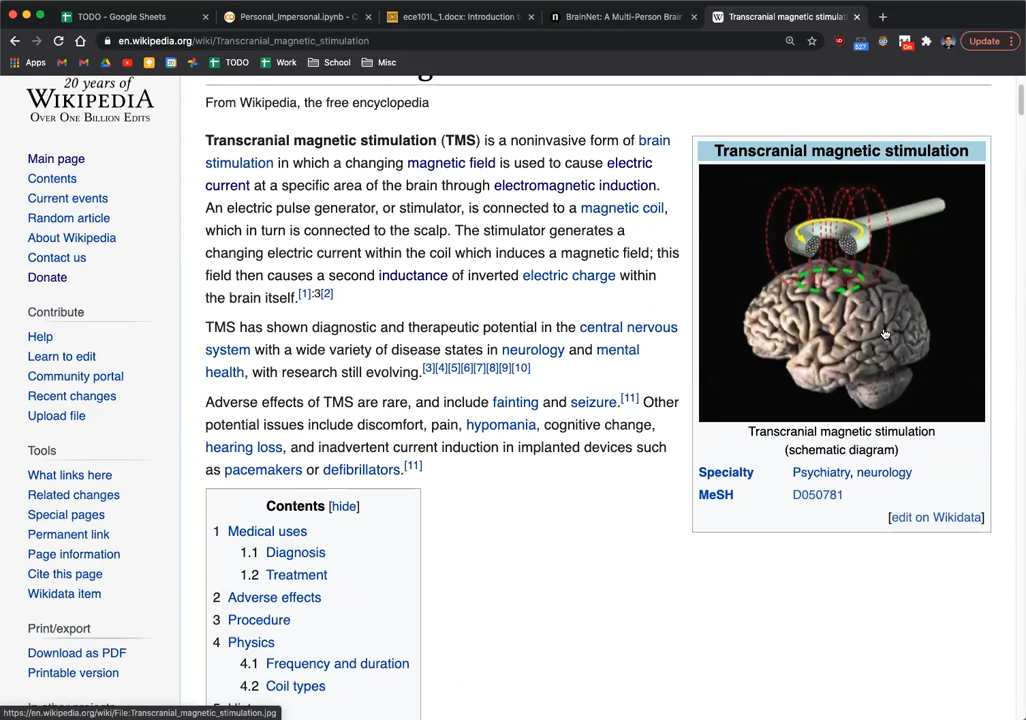 TODO - Google Sheets
Personal_Impersonal.ipynb - C
ece101L_1.docx: Introduction to
BrainNet: A Multi-Person Brain
Transcranial magnetic stimulat
en.wikipedia.org/wiki/Transcranial_magnetic_stimulation
527
On
Update
Apps
TODO
Work
School
Misc
20 years of
WIKIPEDIA
OVER ONE BILLION EDITS
Main page
Contents
Current events
Random article
About Wikipedia
Contact us
Donate
Contribute
Help
Learn to edit
Community portal
Recent changes
Upload file
Tools
What links here
Related changes
Special pages
Permanent link
Page information
Cite this page
Wikidata item
Print/export
Download as PDF
Printable version
From Wikipedia, the free encyclopedia
Transcranial magnetic stimulation (TMS) is a noninvasive form of brain
stimulation in which a changing magnetic field is used to cause electric
current at a specific area of the brain through electromagnetic induction.
An electric pulse generator, or stimulator, is connected to a magnetic coil,
which in turn is connected to the scalp. The stimulator generates a
changing electric current within the coil which induces a magnetic field; this
field then causes a second inductance of inverted electric charge within
the brain itself.[1]:3[2]
TMS has shown diagnostic and therapeutic potential in the central nervous
system with a wide variety of disease states in neurology and mental
health, with research still evolving.[3][4][5][6][7][8][9][10]
Adverse effects of TMS are rare, and include fainting and seizure.[11] Other
potential issues include discomfort, pain, hypomania, cognitive change,
hearing loss, and inadvertent current induction in implanted devices such
as pacemakers or defibrillators.[11]
Contents [hide]
1 Medical uses
1.1 Diagnosis
1.2 Treatment
2 Adverse effects
3 Procedure
4 Physics
4.1 Frequency and duration
4.2 Coil types
Transcranial magnetic stimulation
Transcranial magnetic stimulation
(schematic diagram)
Specialty Psychiatry, neurology
MeSH D050781
[edit on Wikidata]
https://en.wikipedia.org/wiki/File:Transcranial_magnetic_stimulation.jpg